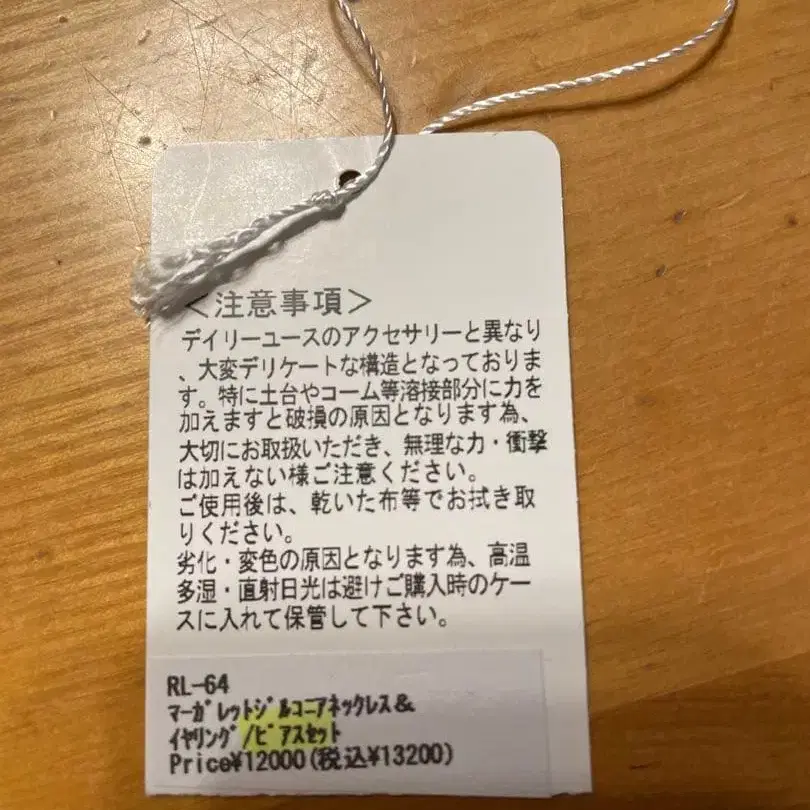 ＜注意事項＞
デイリーユースのアクセサリーと異なり
、大変デリケートな構造となっておりま
す。特に土台やコーム等溶接部分に力を
加えますと破損の原因となります為、
大切にお取扱いただき、無理な力・衝撃
は加えない様ご注意ください。
ご使用後は、乾いた布等でお拭き取
りください。
劣化・変色の原因となります為、高温
多湿・直射日光は避けご購入時のケー
スに入れて保管して下さい。
RL-64
ﾏｰｶﾞﾚｯﾄｼﾞﾙｺﾆｱﾈｯｸﾚｽ&
ｲﾔﾘﾝｸﾞ/ﾋﾟｱｽｾｯﾄ
Price¥12000(税込¥13200)